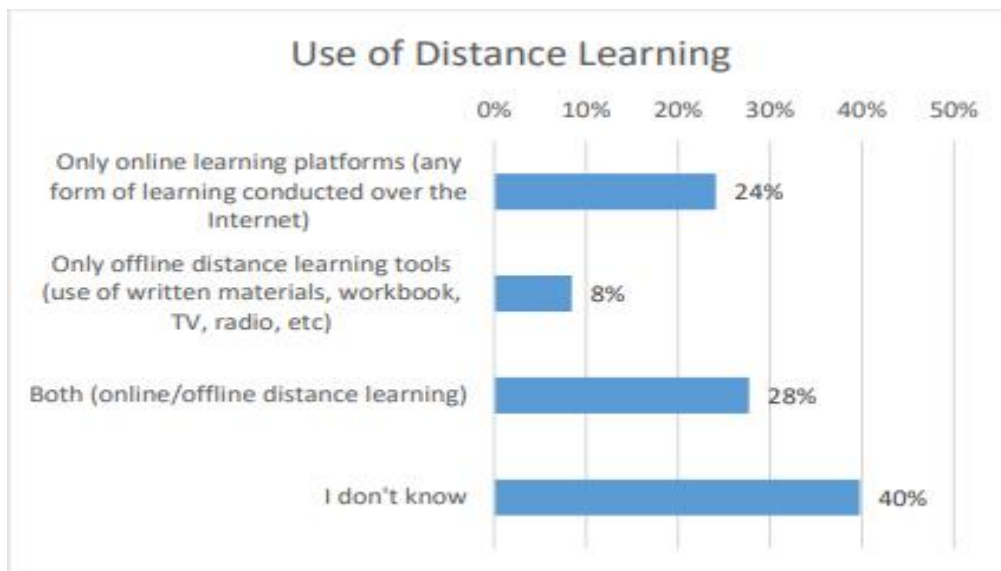 Use of Distance Learning
0% 10% 20% 30% 40% 50%
Only online learning platforms (any
form of learning conducted over the
Internet)
24%
Only offline distance learning tools
(use of written materials, workbook,
TV, radio, etc)
8%
Both (online/offline distance learning)
28%
I don't know
40%